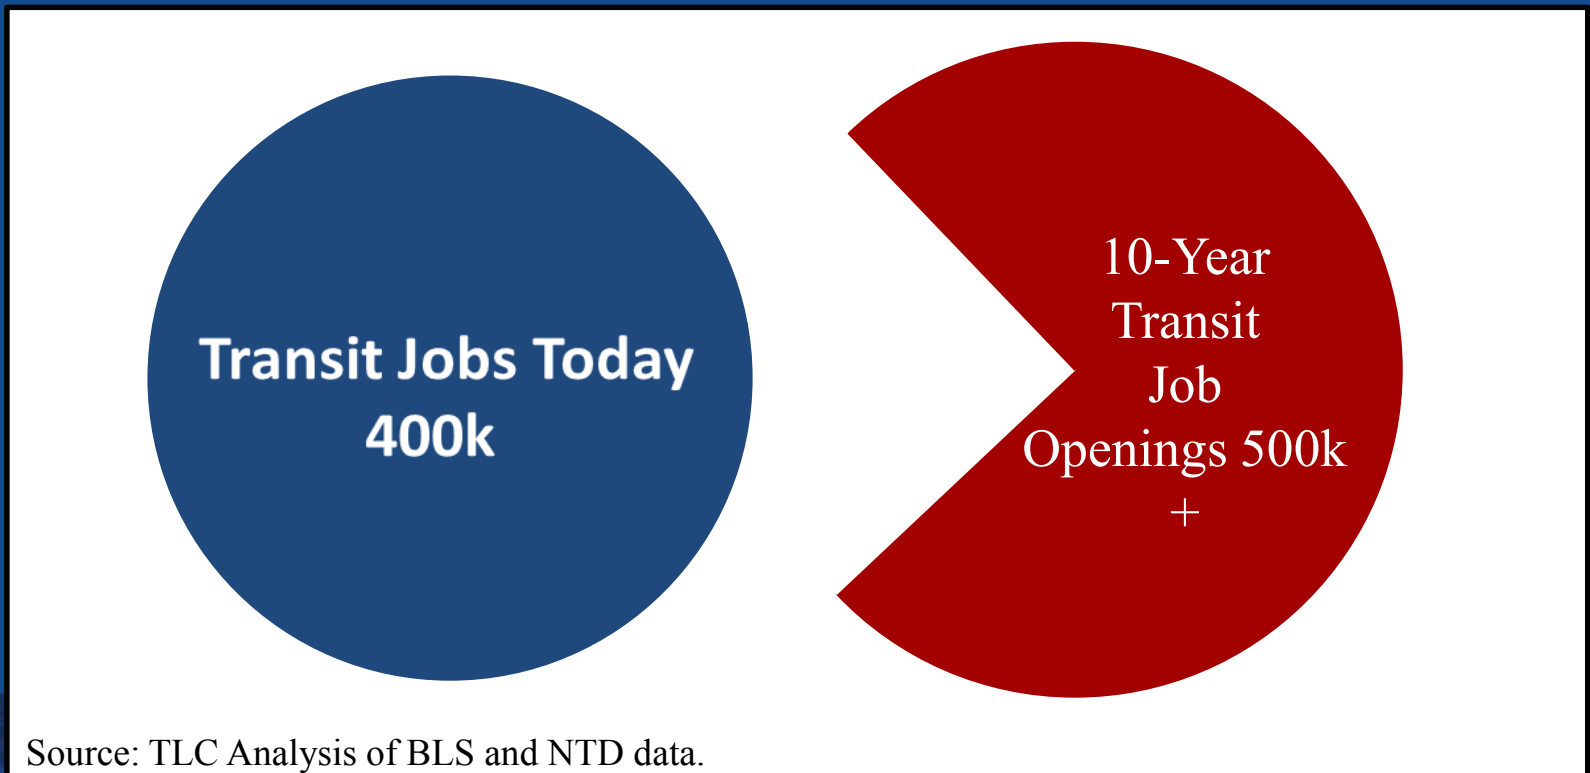 Transit Jobs Today
400k
10-Year
Transit
Job
Openings 500k
+
Source: TLC Analysis of BLS and NTD data.